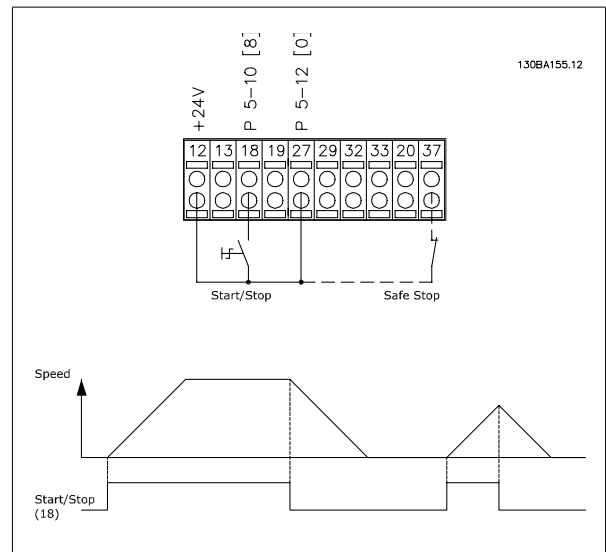 130BA155.12
+24V
P 5-10 [8]
P 5-12 [0]
12 13 18 19 27 29 32 33 20 37
Start/Stop
Safe Stop
Speed
Start/Stop
(18)